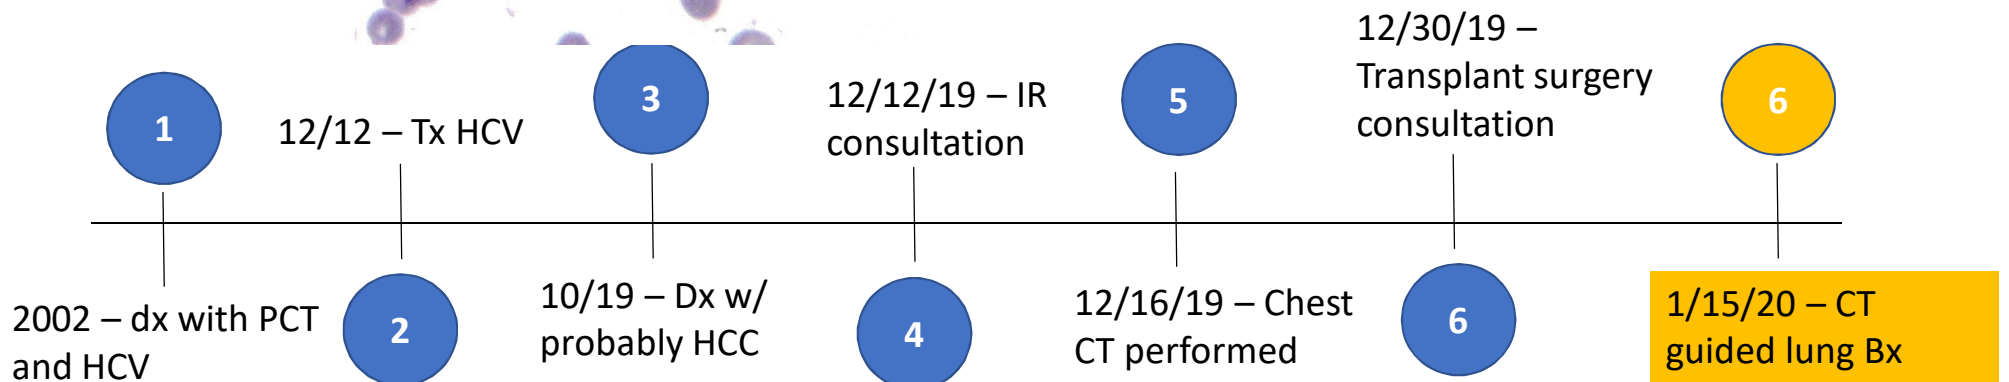 1
2002 – dx with PCT
and HCV
12/12 – Tx HCV
2
3
10/19 – Dx w/
probably HCC
12/12/19 – IR
consultation
4
5
12/16/19 – Chest
CT performed
12/30/19 –
Transplant surgery
consultation
6
6
1/15/20 – CT
guided lung Bx